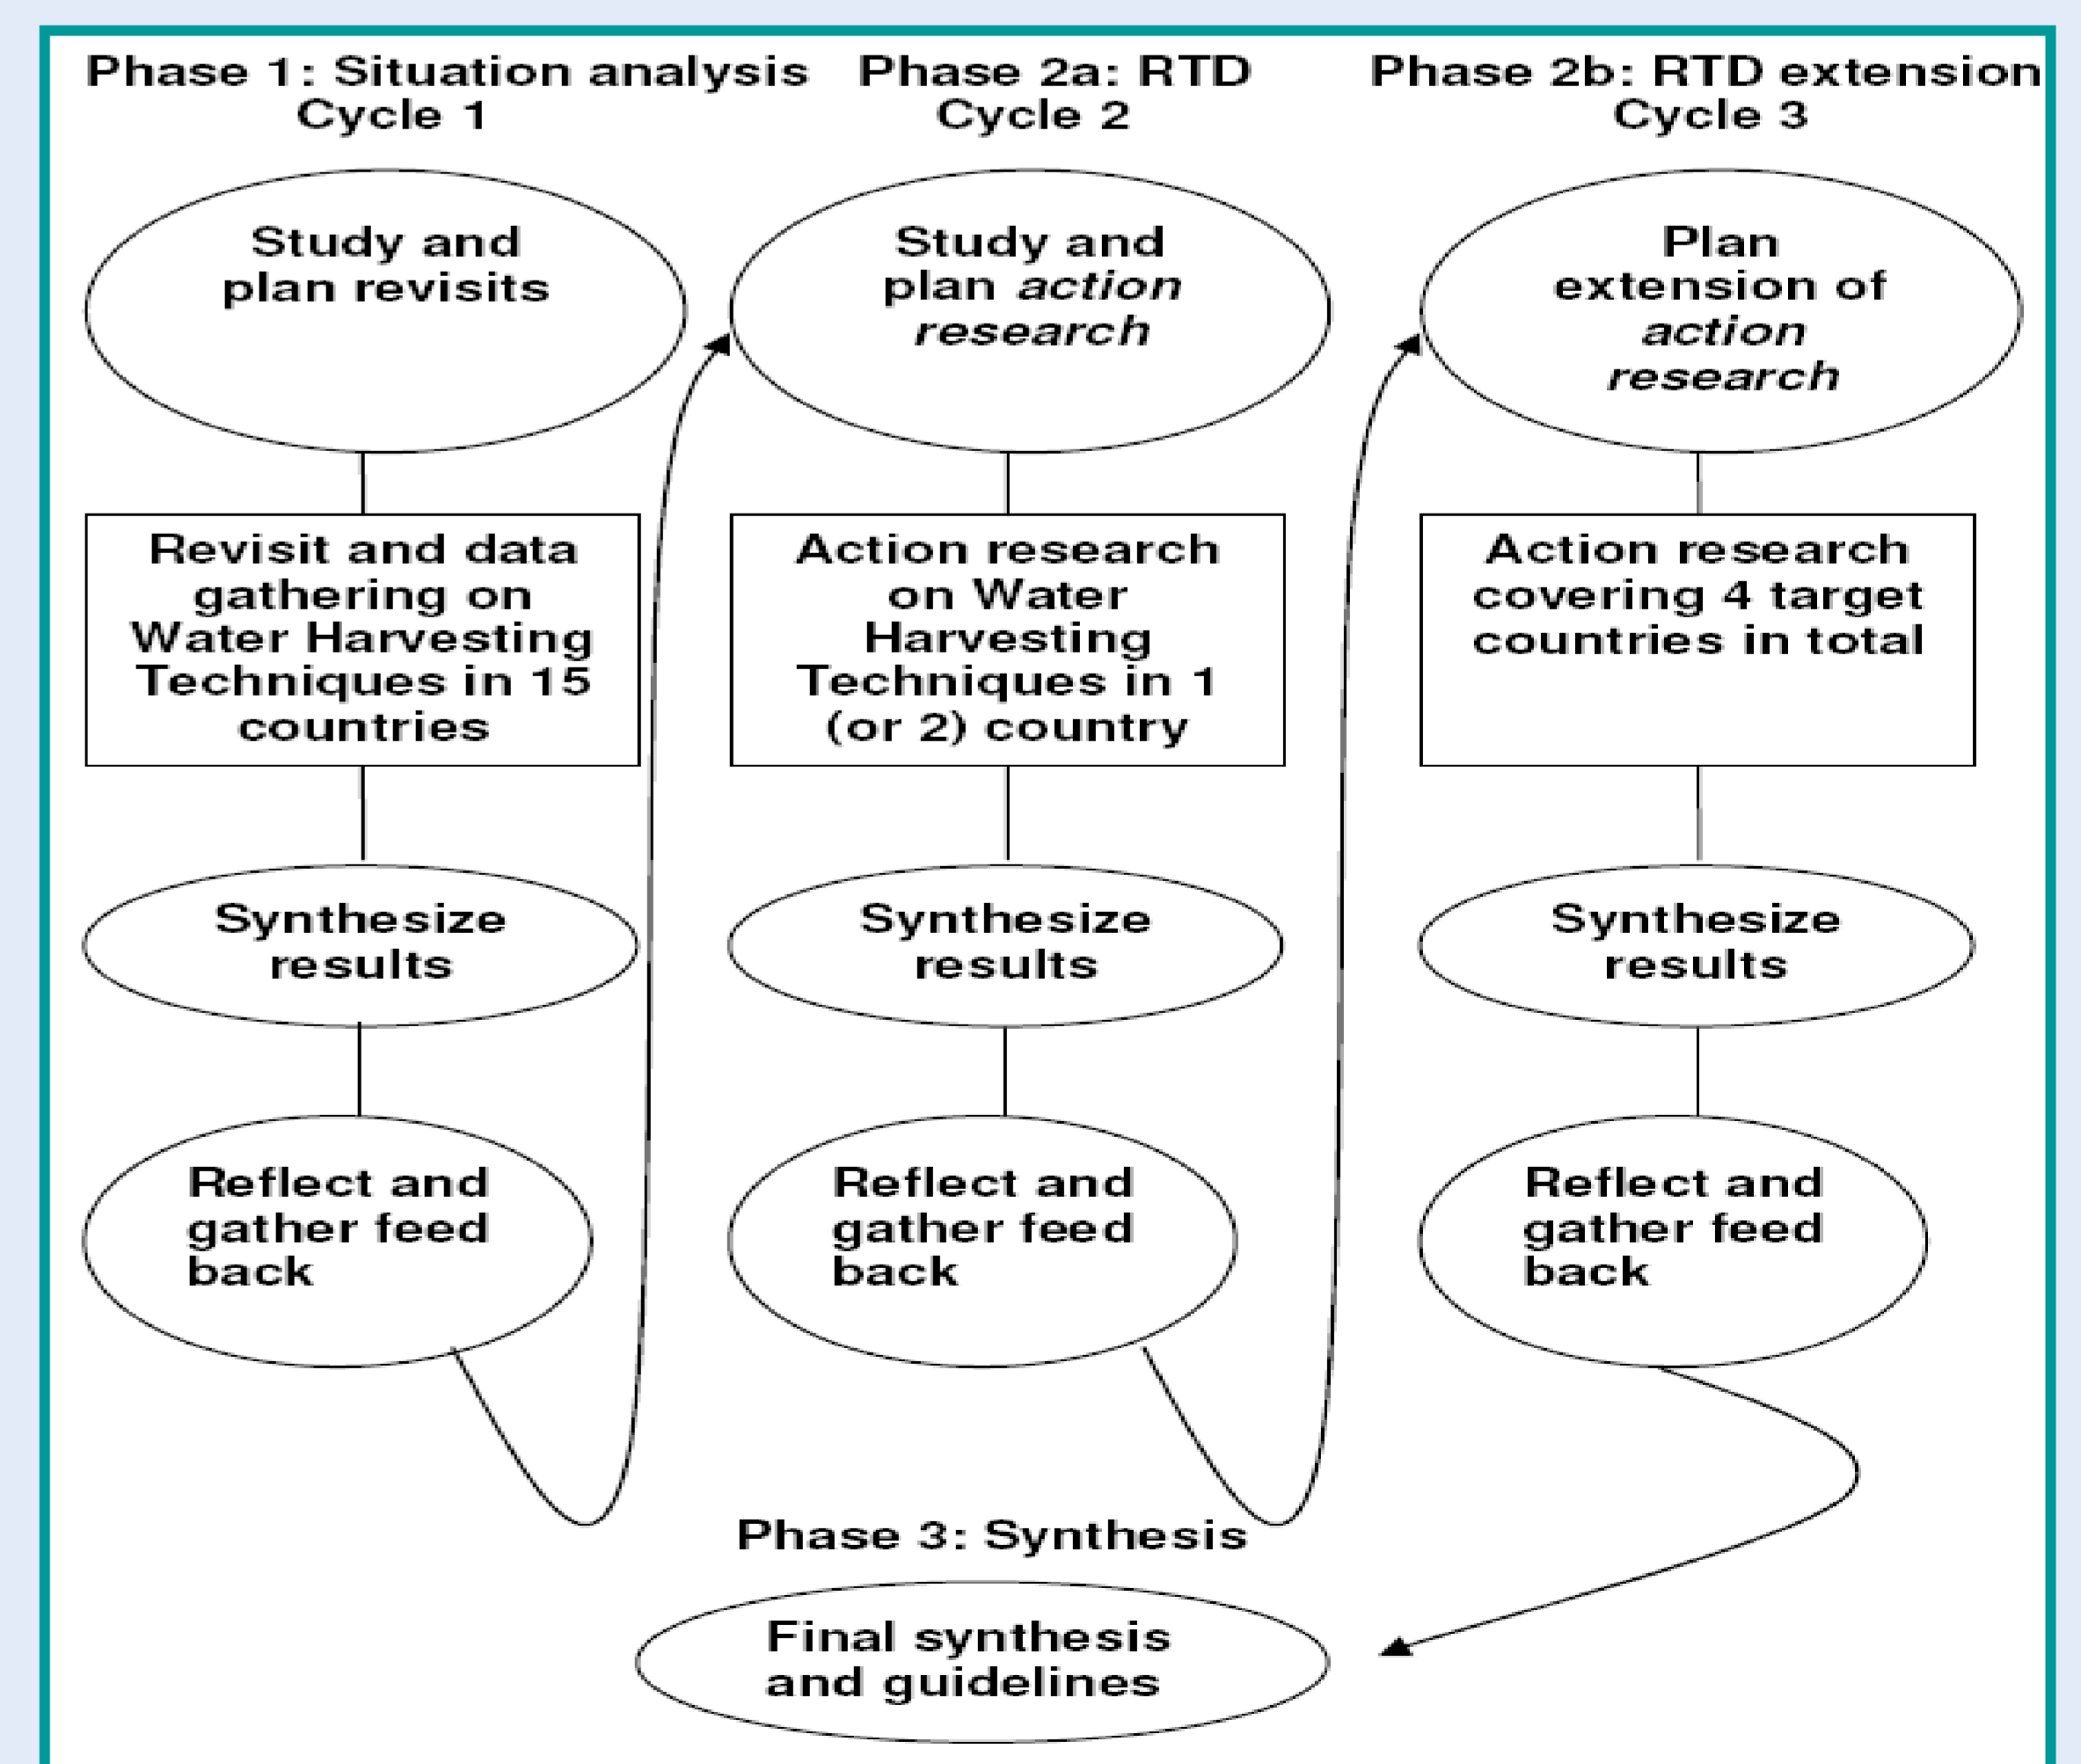 Phase 1: Situation analysis
Cycle 1
Study and
plan revisits
Revisit and data
gathering on
Water Harvesting
Techniques in 15
countries
Synthesize
results
Reflect and
gather feed
back
Phase 2a: RTD
Cycle 2
Study and
plan action
research
Action research
on Water
Harvesting
Techniques in 1
(or 2) country
Synthesize
results
Reflect and
gather feed
back
Phase 2b: RTD extension
Cycle 3
Plan
extension of
action
research
Action research
covering 4 target
countries in total
Synthesize
results
Reflect and
gather feed
back
Phase 3: Synthesis
Final synthesis
and guidelines